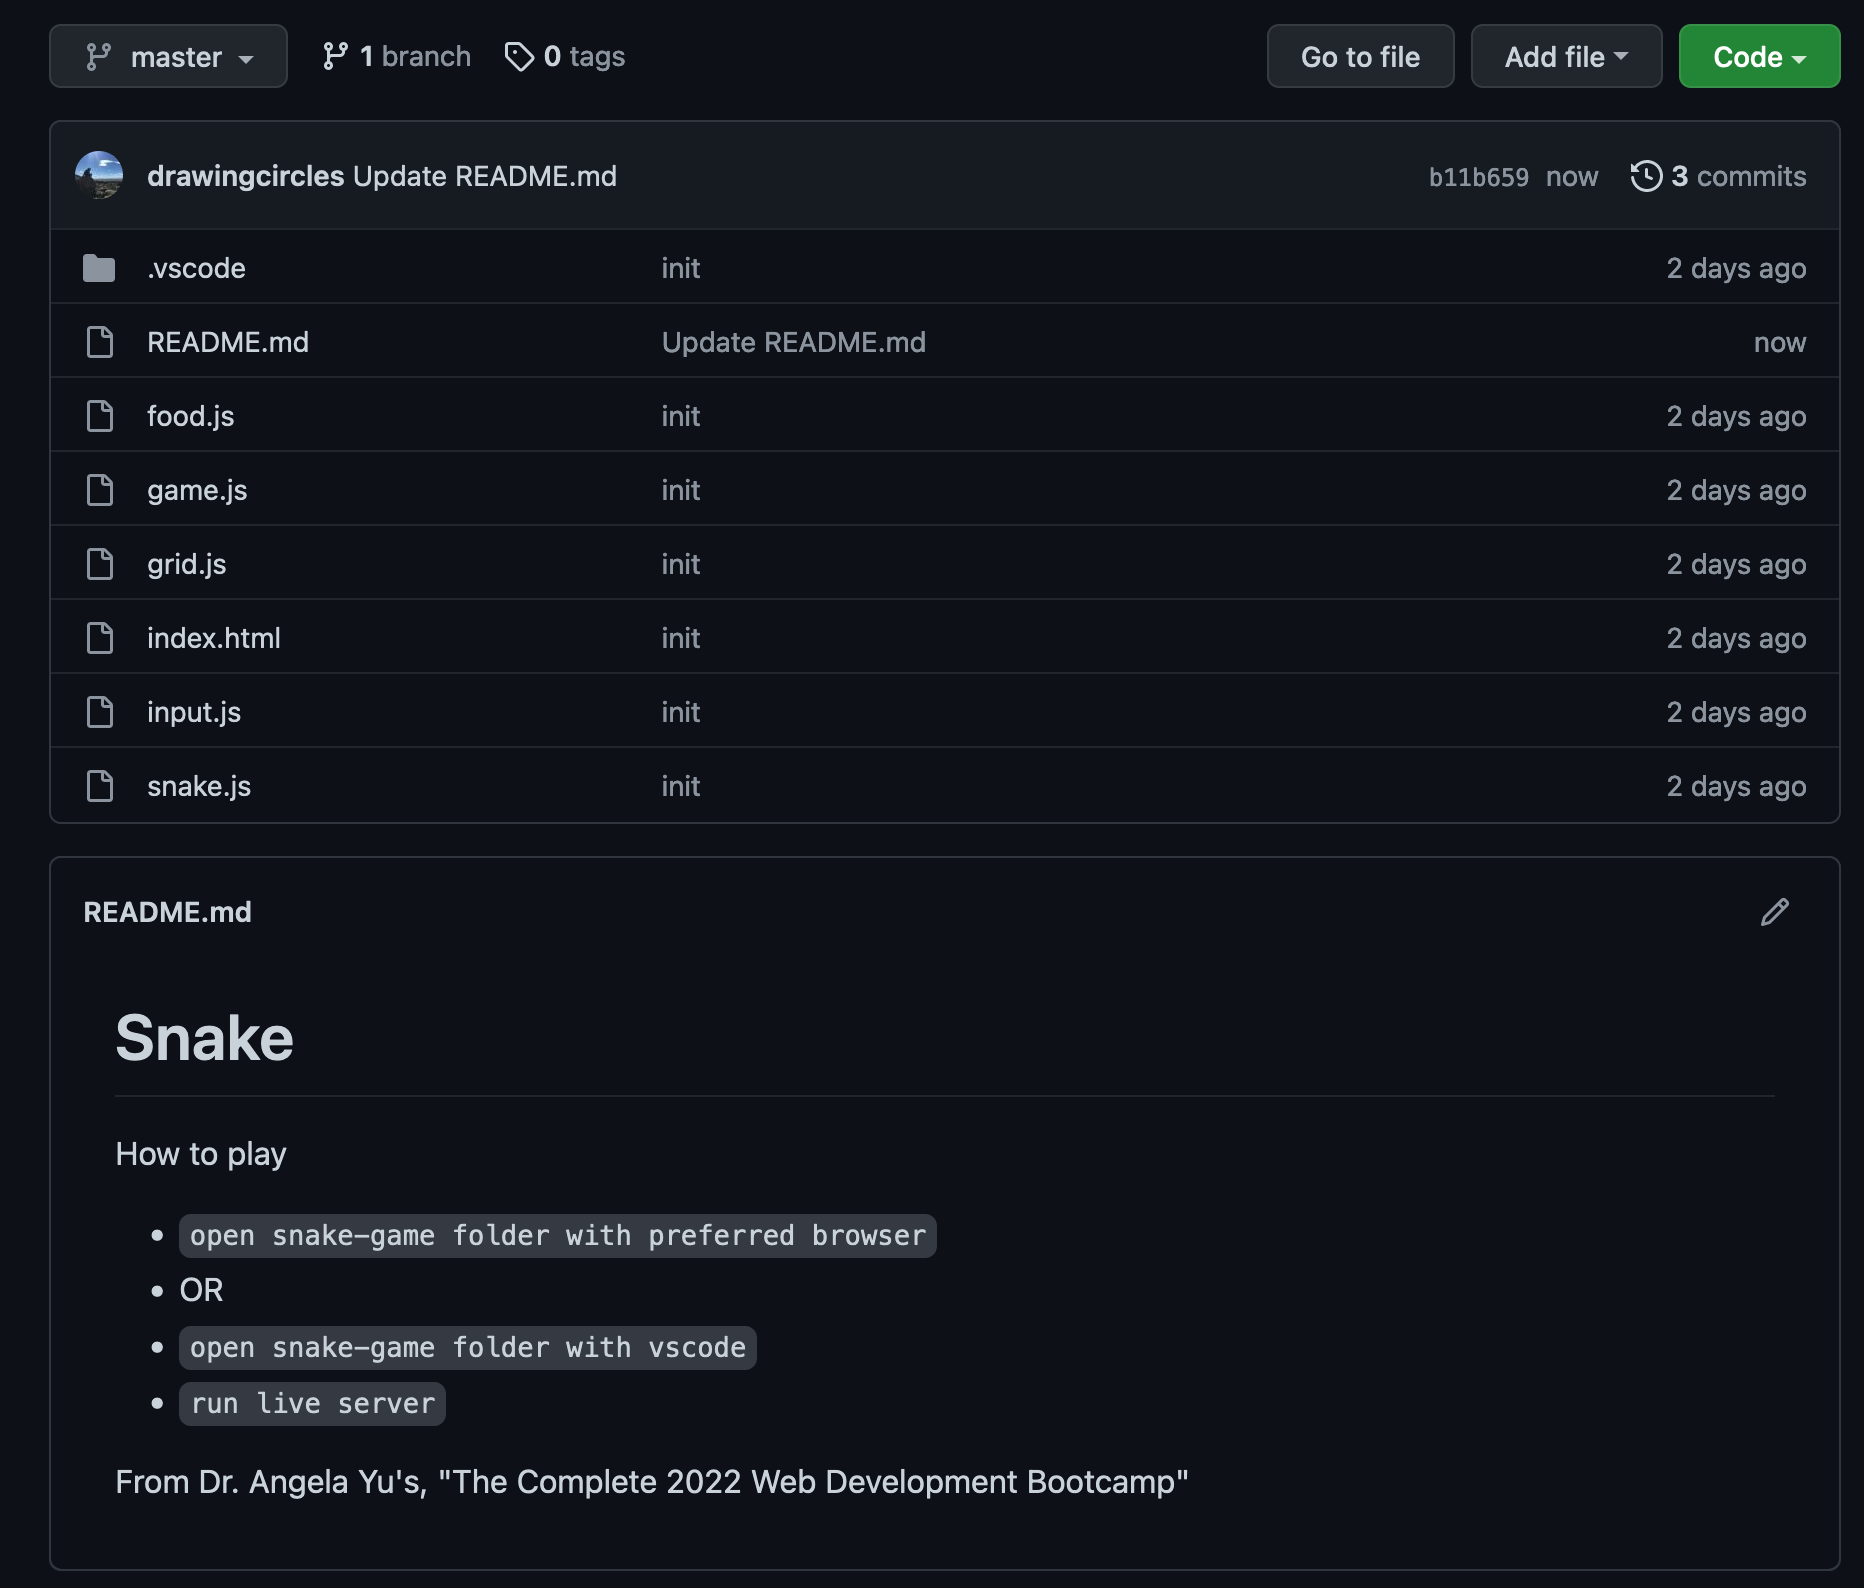 master 1 branch 0 tags Go to file Add file Code
drawingcircles Update README.md b11b659 now 3 commits
.vscode init 2 days ago
README.md Update README.md now
food.js init 2 days ago
game.js init 2 days ago
grid.js init 2 days ago
index.html init 2 days ago
input.js init 2 days ago
snake.js init 2 days ago
README.md
Snake
How to play
• open snake-game folder with preferred browser
• OR
• open snake-game folder with vscode
• run live server
From Dr. Angela Yu's, "The Complete 2022 Web Development Bootcamp"